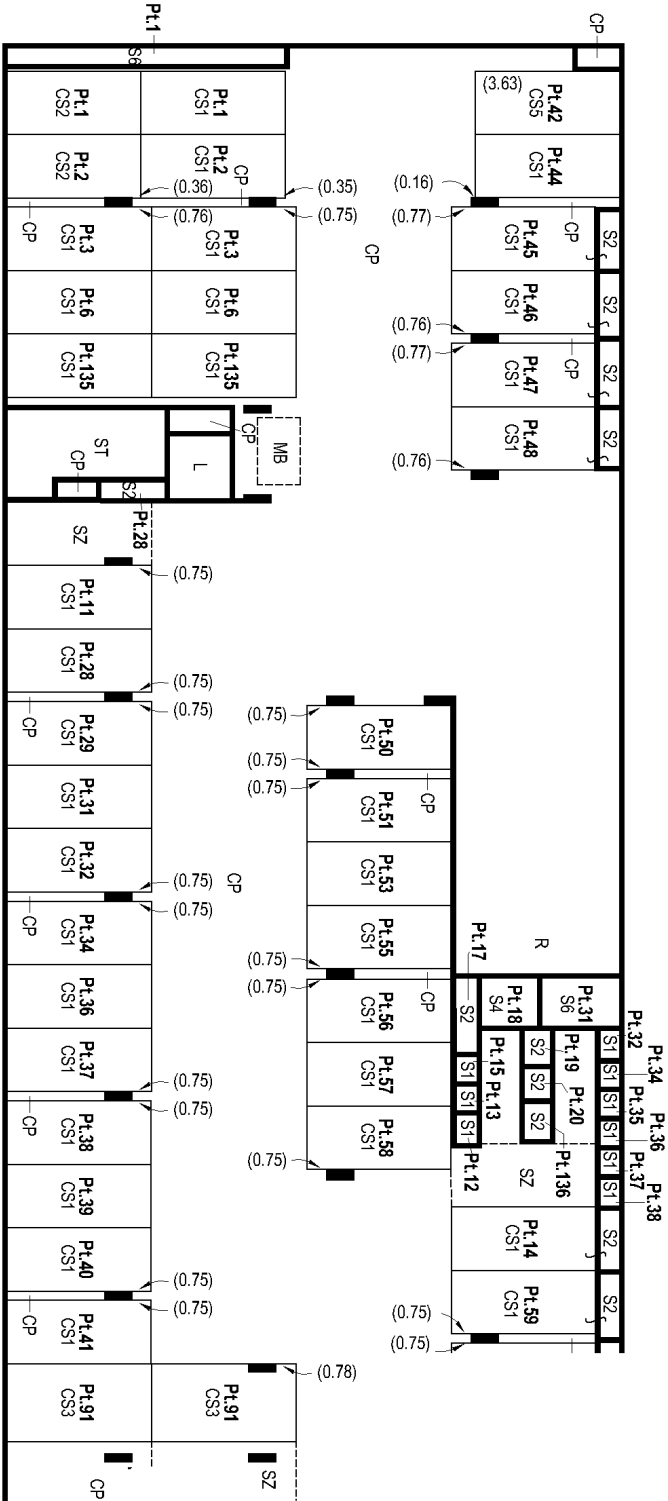 Pt.1
S6
CP
Pt.1
CS2
Pt.1
CS1
(3.63)
Pt.42
CS5
Pt.2
CS2
Pt.2
CS1
Pt.44
CS1
CP
(0.36)
(0.35)
(0.16)
(0.76)
(0.75)
(0.77)
CP
CP
CP
Pt.3
CS1
Pt.3
CS1
Pt.45
CS1
S2
CP
Pt.6
CS1
Pt.6
CS1
Pt.46
CS1
S2
(0.76)
(0.77)
CP
Pt.135
CS1
Pt.135
CS1
Pt.47
CS1
S2
Pt.48
CS1
S2
(0.76)
ST
CP
L
CP
MB
S2
Pt.28
SZ
(0.75)
Pt.11
CS1
Pt.28
CS1
(0.75)
(0.75)
CP
Pt.29
CS1
Pt.31
CS1
Pt.32
CS1
(0.75)
(0.75)
CP
CP
Pt.34
CS1
Pt.36
CS1
Pt.37
CS1
(0.75)
(0.75)
CP
Pt.38
CS1
Pt.39
CS1
Pt.40
CS1
(0.75)
(0.75)
CP
Pt.41
CS1
Pt.91
CS3
Pt.91
CS3
(0.78)
CP
SZ
(0.75)
Pt.50
CS1
(0.75)
(0.75)
CP
Pt.51
CS1
Pt.53
CS1
Pt.55
CS1
(0.75)
(0.75)
CP
Pt.56
CS1
Pt.57
CS1
Pt.58
CS1
(0.75)
R
Pt.17
S2
Pt.18
S4
Pt.31
S6
Pt.32
S1
Pt.34
S1
Pt.35
S1
Pt.36
S1
Pt.37
S1
Pt.38
S1
Pt.15
S1
Pt.13
S1
Pt.12
S1
Pt.19
S2
Pt.20
S2
Pt.136
S2
SZ
Pt.14
CS1
S2
Pt.59
CS1
S2
(0.75)
(0.75)